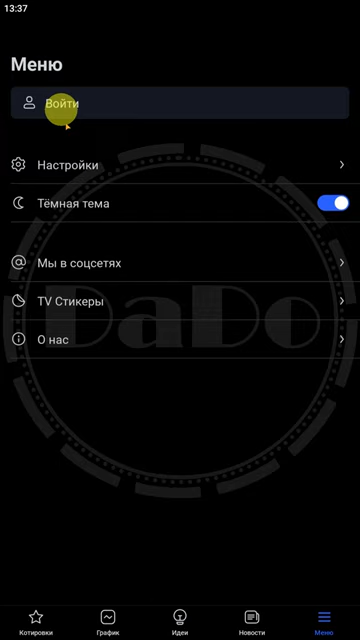 13:37
Меню
Войти
Настройки
Тёмная тема
Мы в соцсетях
TV Стикеры
DaDo
О нас
Котировки
График
Идеи
Новости
Меню